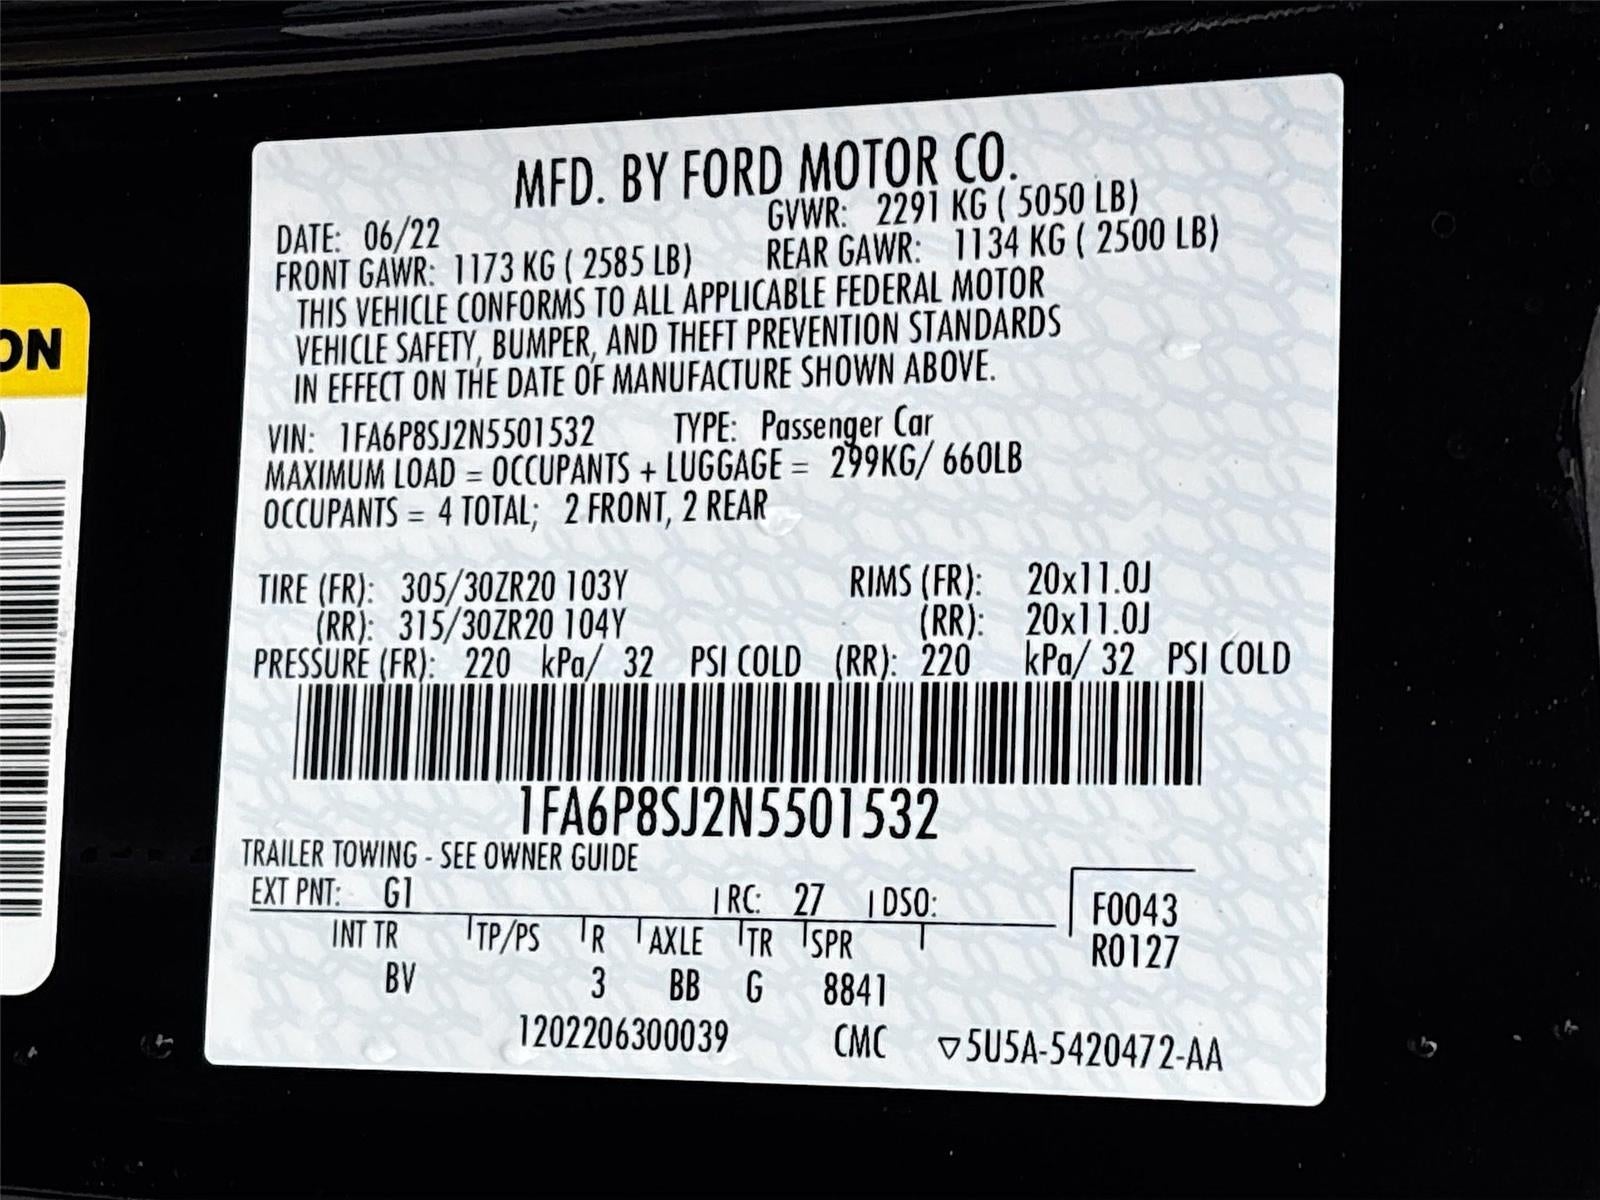 MFD. BY FORD MOTOR CO.
DATE: 06/22 GVWR: 2291 KG ( 5050 LB)
FRONT GAWR: 1173 KG ( 2585 LB) REAR GAWR: 1134 KG ( 2500 LB)
THIS VEHICLE CONFORMS TO ALL APPLICABLE FEDERAL MOTOR
VEHICLE SAFETY, BUMPER, AND THEFT PREVENTION STANDARDS
IN EFFECT ON THE DATE OF MANUFACTURE SHOWN ABOVE.
VIN: 1FA6P8SJ2N5501532 TYPE: Passenger Car
MAXIMUM LOAD = OCCUPANTS + LUGGAGE = 299KG/ 660LB
OCCUPANTS = 4 TOTAL; 2 FRONT, 2 REAR
TIRE (FR): 305/30ZR20 103Y RIMS (FR): 20x11.0J
(RR): 315/30ZR20 104Y (RR): 20x11.0J
PRESSURE (FR): 220 kPa/ 32 PSI COLD (RR): 220 kPa/ 32 PSI COLD
1FA6P8SJ2N5501532
TRAILER TOWING - SEE OWNER GUIDE
EXT PNT: G1 RC: 27 DSO: F0043
INT TR TP/PS R AXLE TR SPR R0127
BV 3 BB G 8841
1202206300039 CMC ▽5U5A-5420472-AA
ON